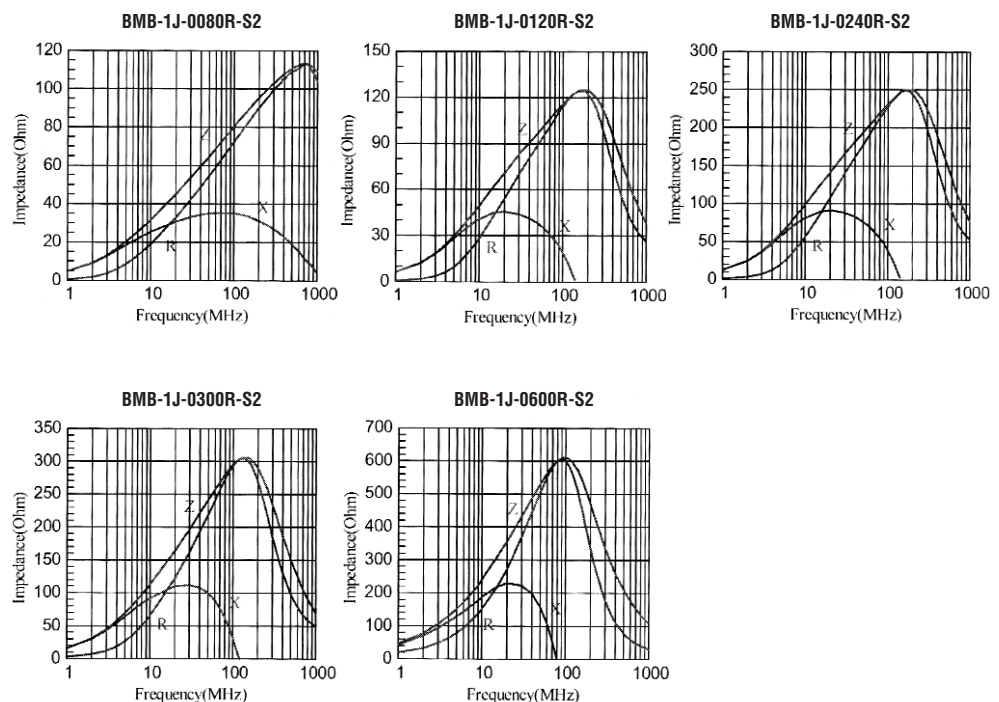 BMB-1J-0080R-S2
120
100
80
60
40
20
0
Impedance(Ohm)
Z
X
R
1 10 100 1000
Frequency(MHz)
BMB-1J-0120R-S2
150
120
90
60
30
0
Impedance(Ohm)
Z
X
R
1 10 100 1000
Frequency(MHz)
BMB-1J-0240R-S2
300
250
200
150
100
50
0
Impedance(Ohm)
Z
X
R
1 10 100 1000
Frequency(MHz)
BMB-1J-0300R-S2
350
300
250
200
150
100
50
0
Impedance(Ohm)
Z
X
R
1 10 100 1000
Frequency(MHz)
BMB-1J-0600R-S2
700
600
500
400
300
200
100
0
Impedance(Ohm)
Z
X
R
1 10 100 1000
Frequency(MHz)